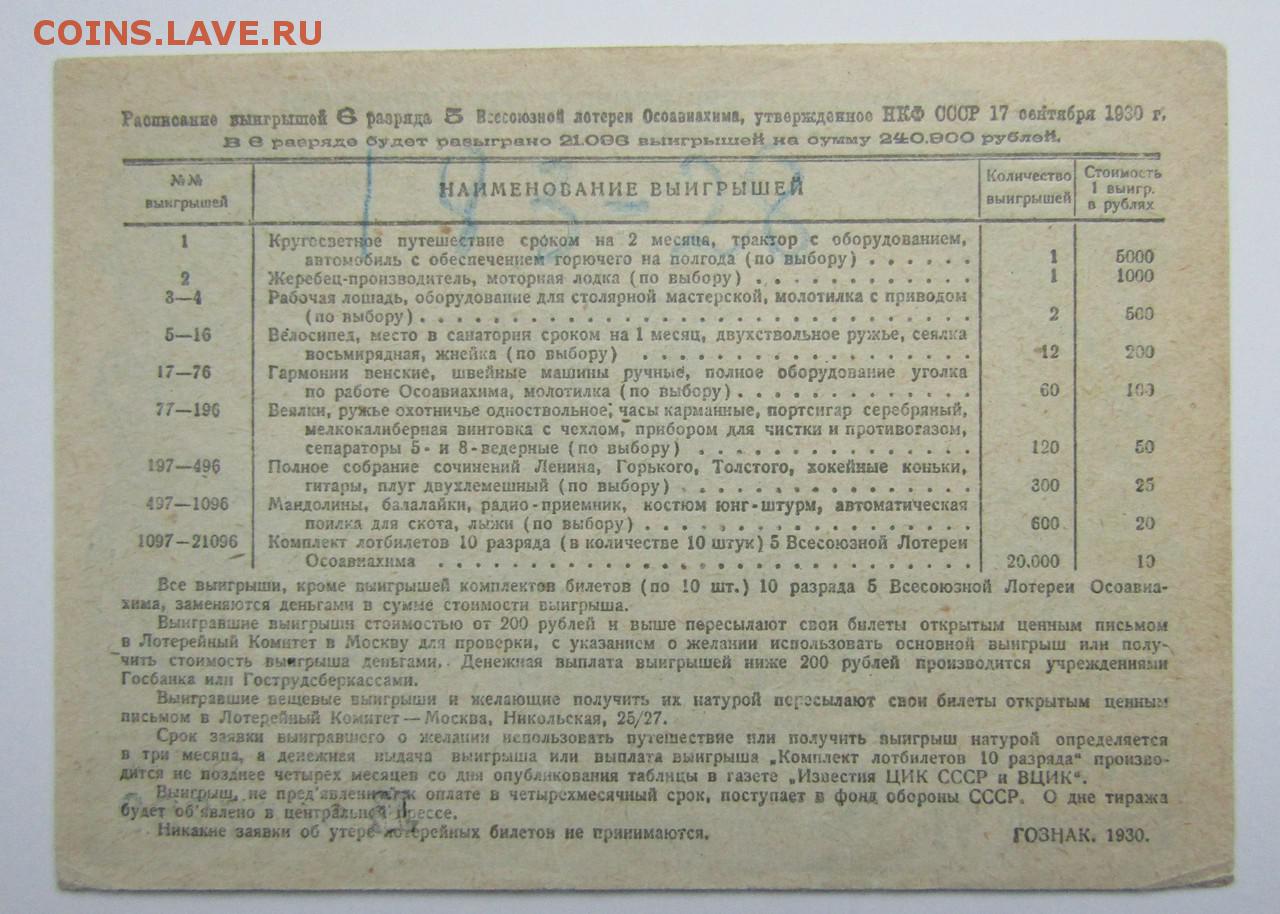 COINS.LAVE.RU
Расписание выигрышей 6 разряда 5 Всесоюзной лотереи Осоавиахима, утвержденное НКФ СССР 17 сентября 1930 г.
В 6 разряде будет разыграно 21.096 выигрышей на сумму 240.900 рублей.
193-28
№№ выигрышей
НАИМЕНОВАНИЕ ВЫИГРЫШЕЙ
Количество выигрышей
Стоимость 1 выигр. в рублях
1 Кругосветное путешествие сроком на 2 месяца, трактор с оборудованием,
автомобиль с обеспечением горючего на полгода (по выбору) . . . . . . 1 5000
2 Жеребец-производитель, моторная лодка (по выбору) . . . . . . . . . . . . 1 1000
3—4 Рабочая лошадь, оборудование для столярной мастерской, молотилка с приводом
(по выбору) . . . . . . . . . . . . . . . . . . . . . . . . . . . . . 2 500
5—16 Велосипед, место в санатории сроком на 1 месяц, двухствольное ружье, сеялка
восьмирядная, жнейка (по выбору) . . . . . . . . . . . . . . . . . 12 200
17—76 Гармонии венские, швейные машины ручные, полное оборудование уголка
по работе Осоавиахима, молотилка (по выбору) . . . . . . . . . . . . . 60 100
77—196 Веялки, ружье охотничье одноствольное, часы карманные, портсигар серебряный,
мелкокалиберная винтовка с чехлом, прибором для чистки и противогазом,
сепараторы 5- и 8-ведерные (по выбору) . . . . . . . . . . . . . . . 120 50
197—496 Полное собрание сочинений Ленина, Горького, Толстого, хокейные коньки,
гитары, плуг двухлемешный (по выбору) . . . . . . . . . . . . . . . . 300 25
497—1096 Мандолины, балалайки, радио-приемник, костюм юнг-штурм, автоматическая
поилка для скота, лыжи (по выбору) . . . . . . . . . . . . . . . . . 600 20
1097—21096 Комплект лотбилетов 10 разряда (в количестве 10 штук) 5 Всесоюзной Лотереи
Осоавиахима . . . . . . . . . . . . . . . . . . . . . . . . . . . . 20.000 10
Все выигрыши, кроме выигрышей комплектов билетов (по 10 шт.) 10 разряда 5 Всесоюзной Лотереи Осоавиа-
хима, заменяются деньгами в сумме стоимости выигрыша.
Выигравшие выигрыши стоимостью от 200 рублей и выше пересылают свои билеты открытым ценным письмом
в Лотерейный Комитет в Москву для проверки, с указанием о желании использовать основной выигрыш или полу-
чить стоимость выигрыша деньгами. Денежная выплата выигрышей ниже 200 рублей производится учреждениями
Госбанка или Гострудсберкассами.
Выигравшие вещевые выигрыши и желающие получить их натурой пересылают свои билеты открытым ценным
письмом в Лотерейный Комитет — Москва, Никольская, 25/27.
Срок заявки выигравшего о желании использовать путешествие или получить выигрыш натурой определяется
в три месяца, а денежная выдача выигрыша или выплата выигрыша „Комплект лотбилетов 10 разряда“ произво-
дится не позднее четырех месяцев со дня опубликования таблицы в газете „Известия ЦИК СССР и ВЦИК“.
Выигрыш, не пред'явленный к оплате в четырехмесячный срок, поступает в фонд обороны СССР. О дне тиража
будет об'явлено в центральной прессе.
Никакие заявки об утере лотерейных билетов не принимаются.
ГОЗНАК. 1930.